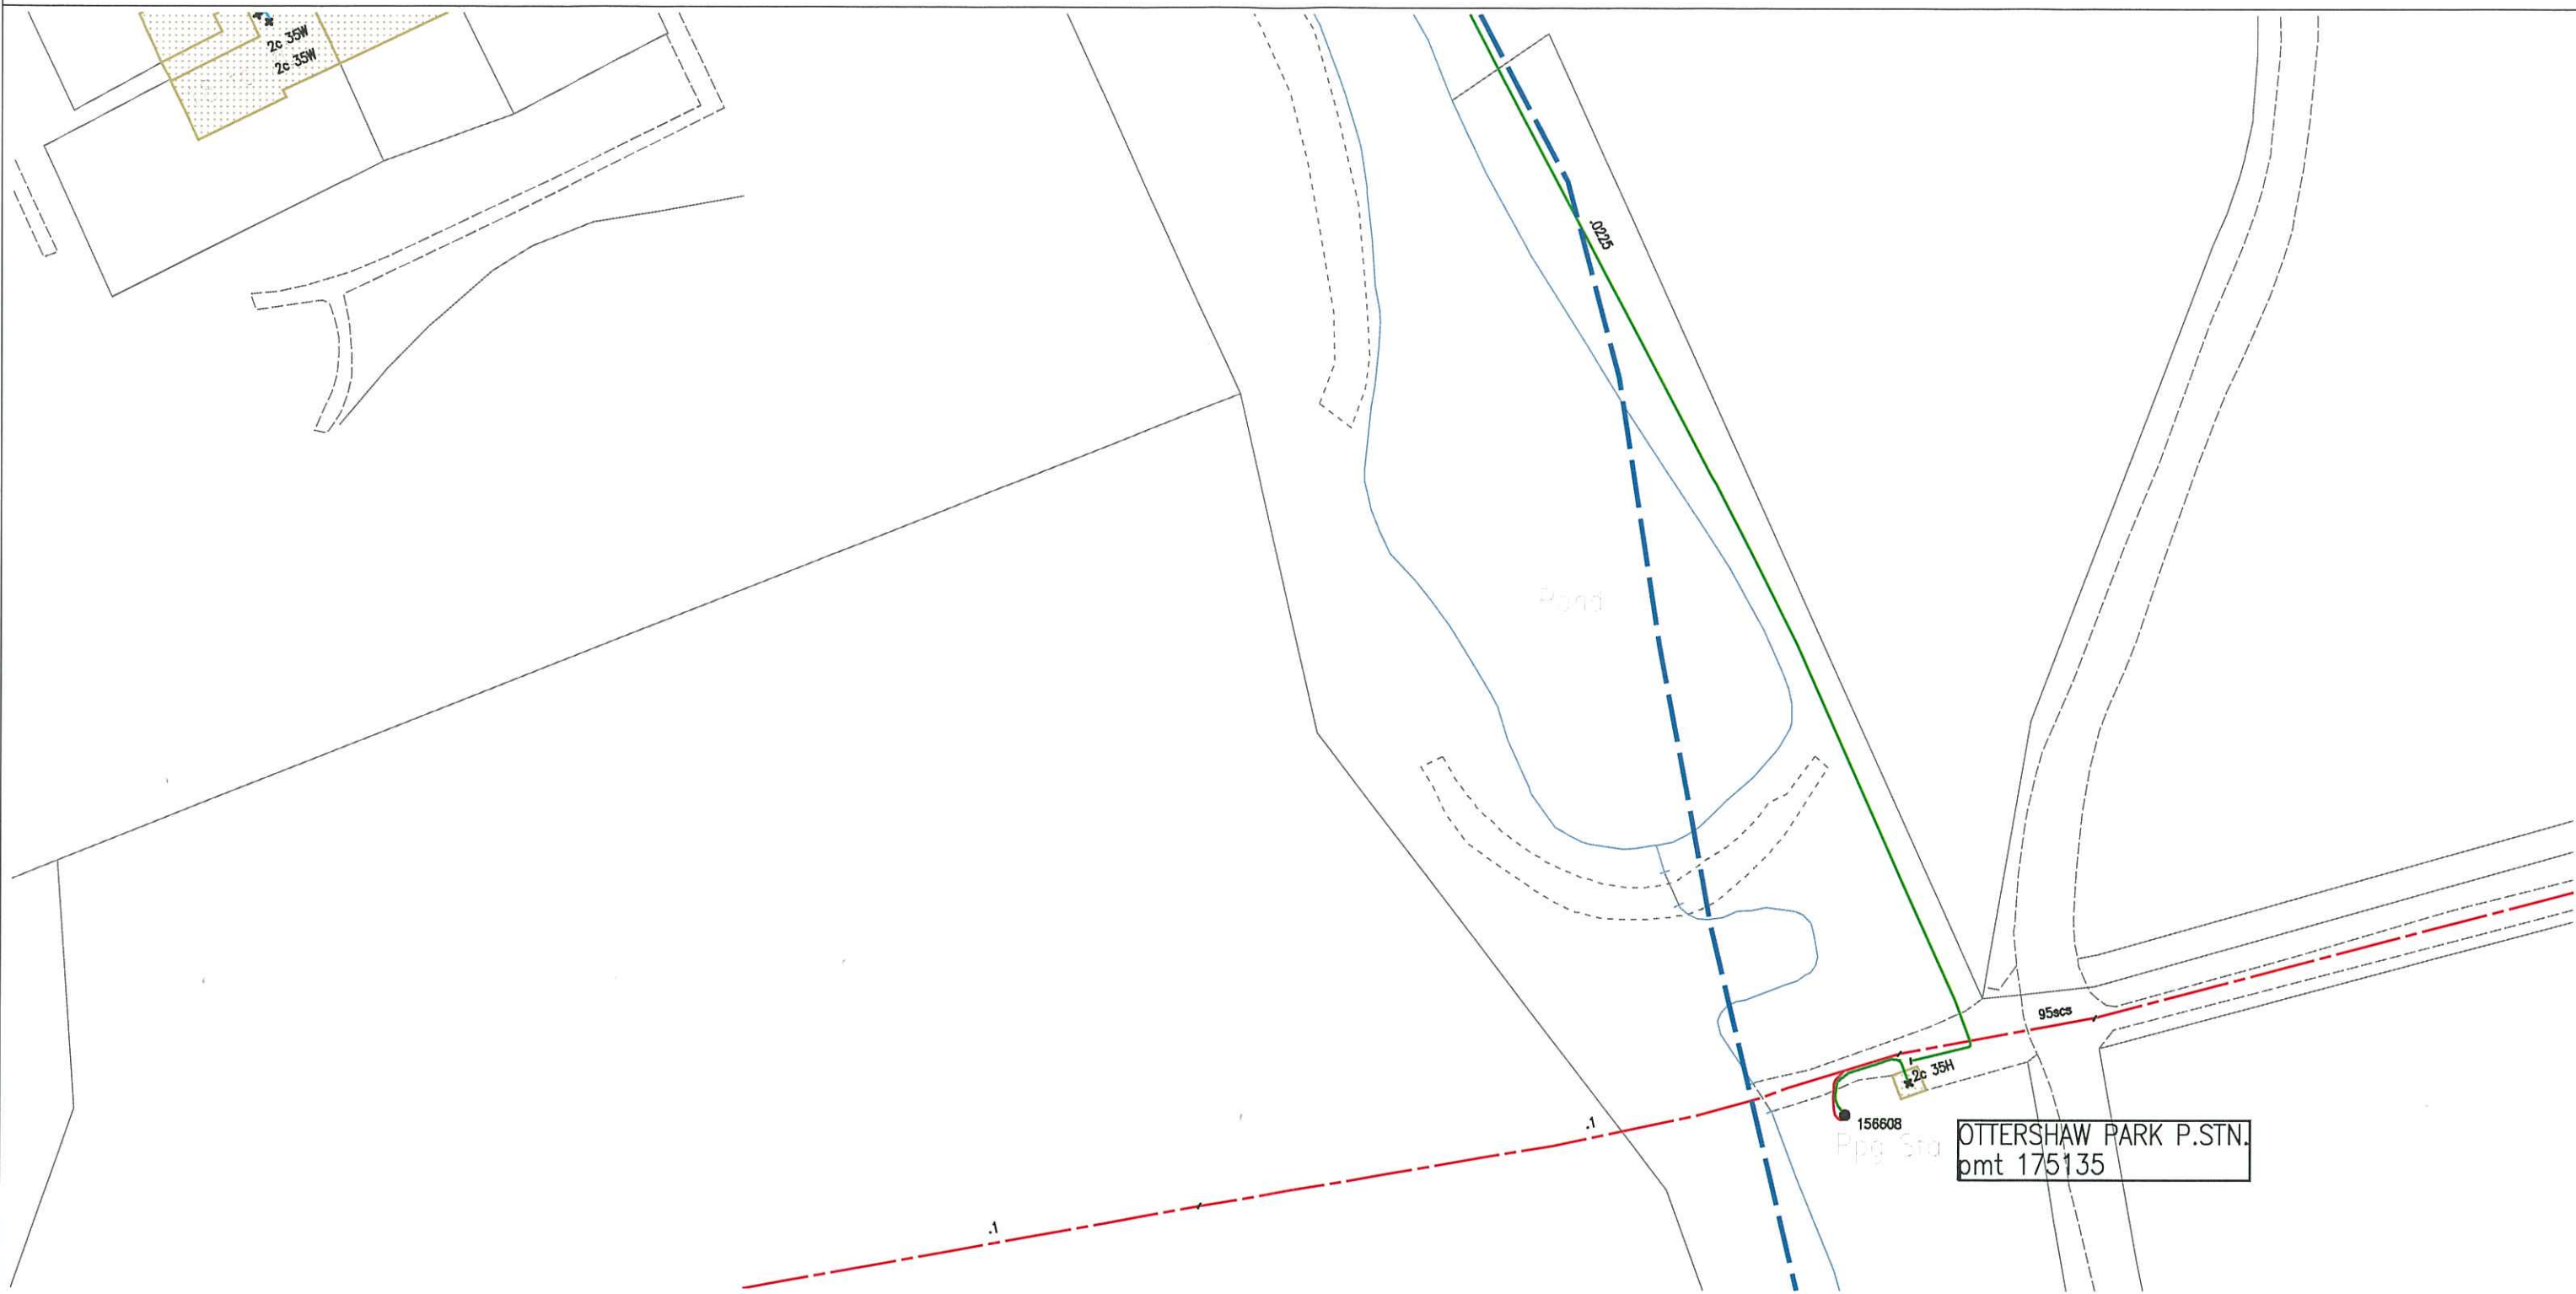 2c 35W
2c 35W
.0225
Pond
95scs
2c 35H
156608
.1
.1
Ppg Sta
OTTERSHAW PARK P.STN.
pmt 175135